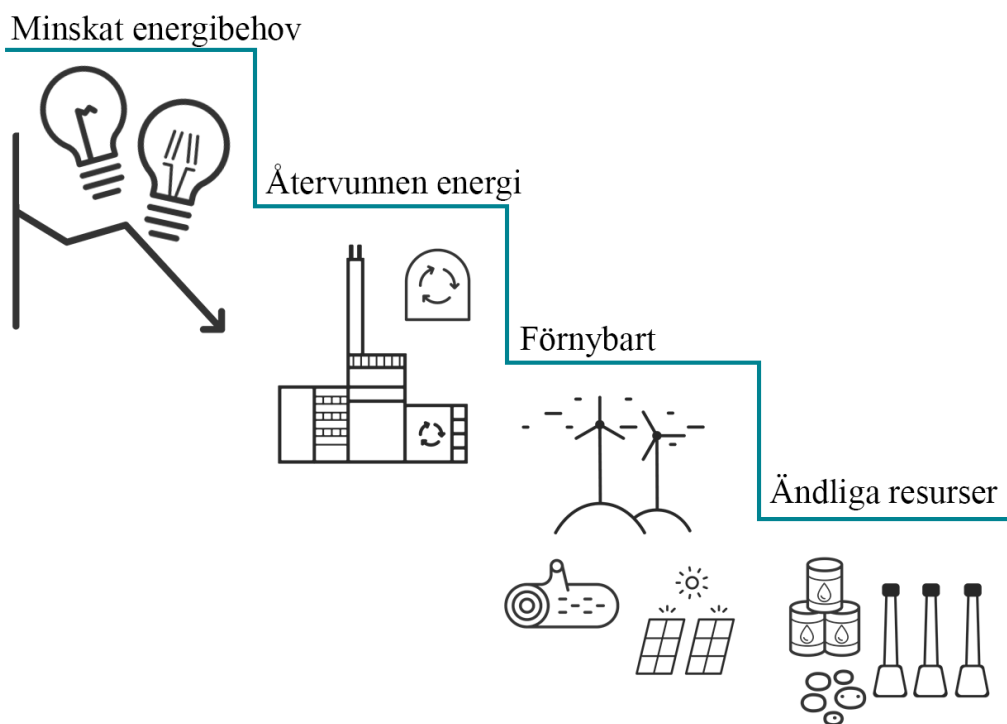 Minskat energibehov
Återvunnen energi
Förnybart
Ändliga resurser